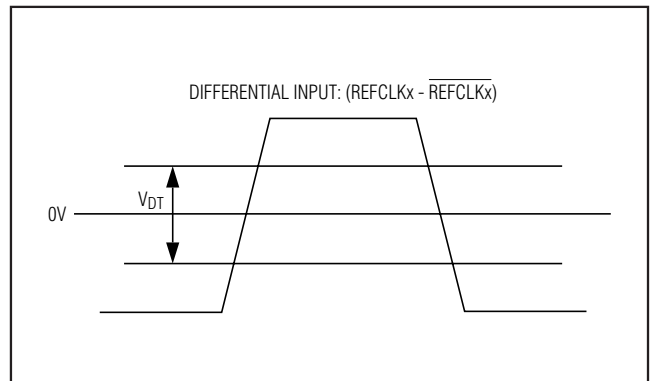 DIFFERENTIAL INPUT: (REFCLKx - REFCLKx)
VDT
0V